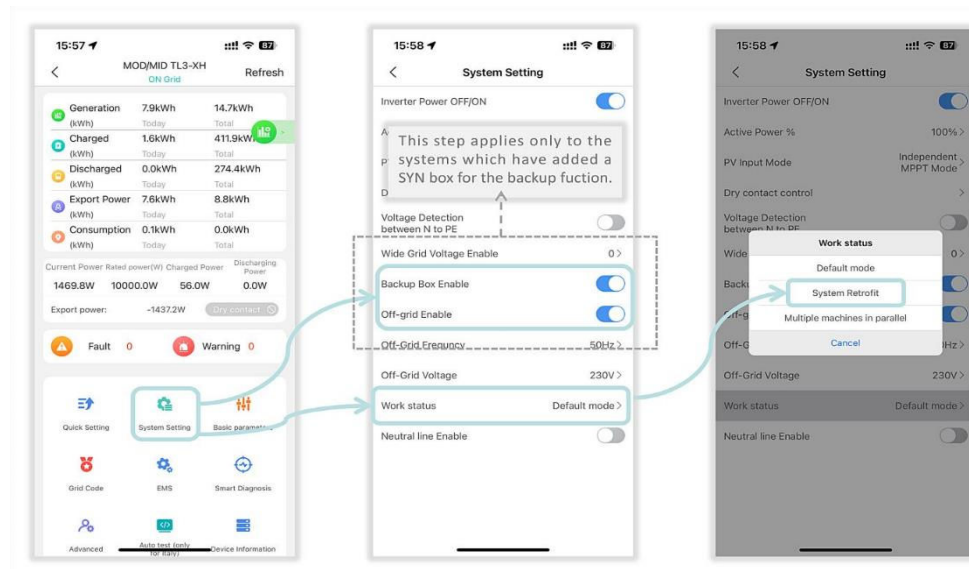 15:57
87
MOD/MID TL3-XH
ON Grid
Refresh
Generation 7.9kWh 14.7kWh
(kWh) Today Total
Charged 1.6kWh 411.9kW
(kWh) Today Total
Discharged 0.0kWh 274.4kWh
(kWh) Today Total
Export Power 7.6kWh 8.8kWh
(kWh) Today Total
Consumption 0.1kWh 0.0kWh
(kWh) Today Total
Current Power Rated power(W) Charged Power Discharging Power
1469.8W 10000.0W 56.0W 0.0W
Export power: -1437.2W Dry contact
Fault 0 Warning 0
Quick Setting System Setting Basic parameters
Grid Code EMS Smart Diagnosis
Advanced Auto test (only for Italy) Device Information
15:58
87
System Setting
Inverter Power OFF/ON
This step applies only to the
systems which have added a
SYN box for the backup fuction.
Voltage Detection
between N to PE
Wide Grid Voltage Enable 0>
Backup Box Enable
Off-grid Enable
Off-Grid Frequncy 50Hz>
Off-Grid Voltage 230V>
Work status Default mode>
Neutral line Enable
15:58
87
System Setting
Inverter Power OFF/ON
Active Power % 100%>
PV Input Mode Independent
MPPT Mode>
Dry contact control >
Voltage Detection
between N to PE
Wide 0>
Work status
Default mode
System Retrofit
Multiple machines in parallel
Cancel
Off-Grid Voltage 230V>
Work status Default mode>
Neutral line Enable